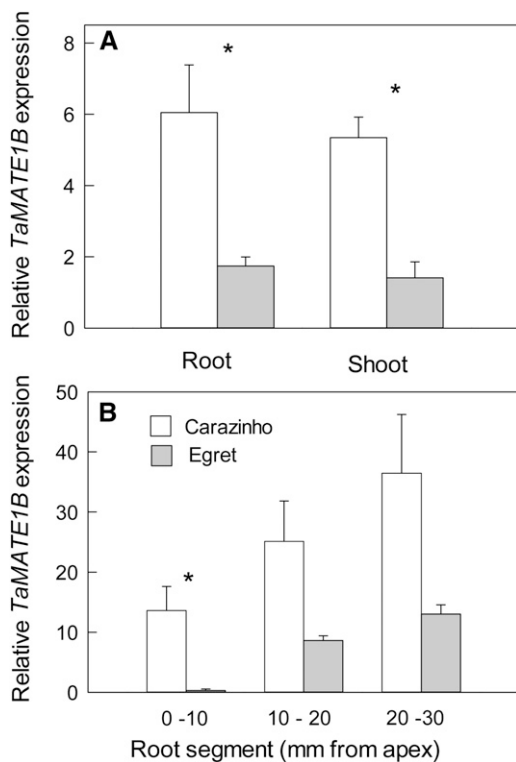 A
*
*
Relative TaMATE1B expression
8
6
4
2
0
Root Shoot
B
Carazinho
Egret
*
Relative TaMATE1B expression
50
40
30
20
10
0
0 -10 10 - 20 20 -30
Root segment (mm from apex)